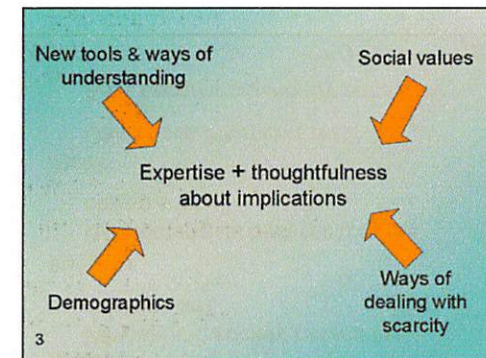 New tools & ways of
understanding
Social values
Expertise + thoughtfulness
about implications
Demographics
Ways of
dealing with
scarcity
3